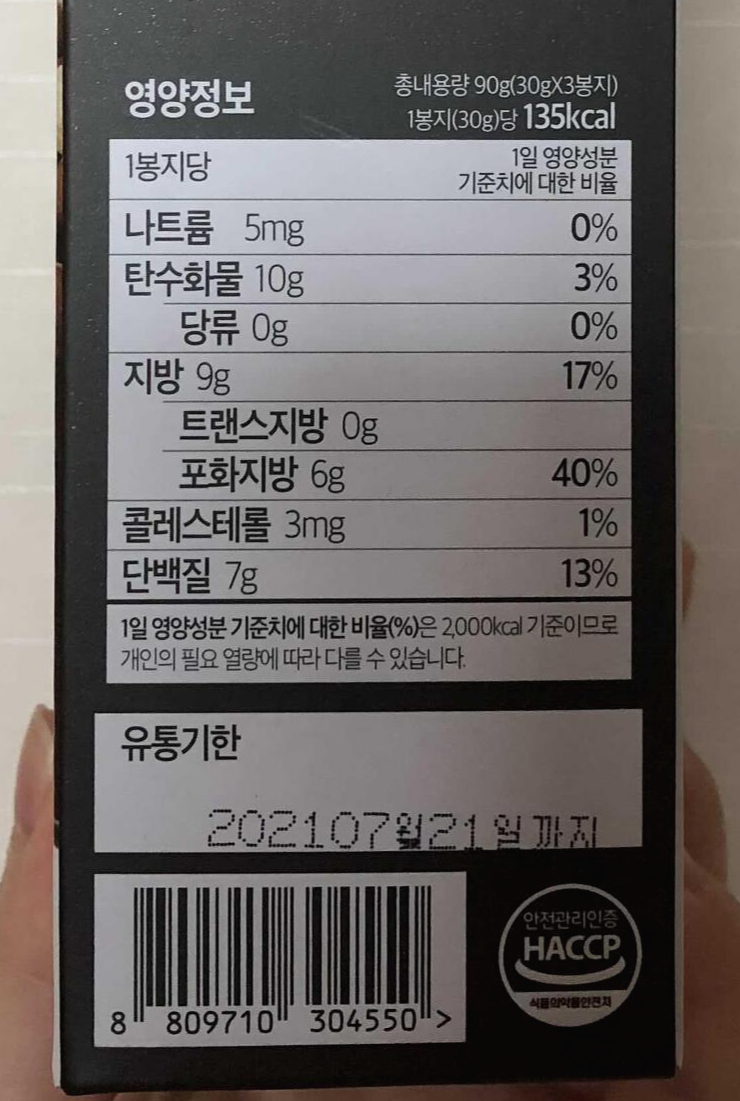 영양정보
총내용량 90g(30gX3봉지)
1봉지(30g)당 135kcal
1봉지당
1일 영양성분
기준치에 대한 비율
나트륨 5mg 0%
탄수화물 10g 3%
당류 0g 0%
지방 9g 17%
트랜스지방 0g
포화지방 6g 40%
콜레스테롤 3mg 1%
단백질 7g 13%
1일 영양성분 기준치에 대한 비율(%)은 2,000kcal 기준이므로
개인의 필요 열량에 따라 다를 수 있습니다.
유통기한
202107월21일까지
8 809710 304550 >
안전관리인증
HACCP
식품의약품안전처